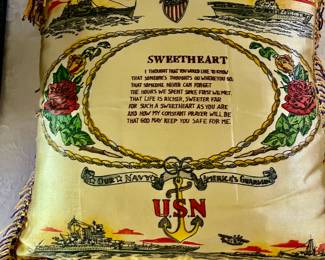 SWEETHEART
I THOUGHT THAT YOU WOULD LIKE TO KNOW
THAT SOMEONE'S THOUGHTS GO WHERE YOU GO,
THAT SOMEONE NEVER CAN FORGET
THE HOURS WE SPENT SINCE FIRST WE MET,
THAT LIFE IS RICHER, SWEETER FAR
FOR SUCH A SWEETHEART AS YOU ARE
AND NOW MY CONSTANT PRAYER WILL BE
THAT GOD MAY KEEP YOU SAFE FOR ME.
OUR NAVY AMERICA'S GUARDIAN
USN